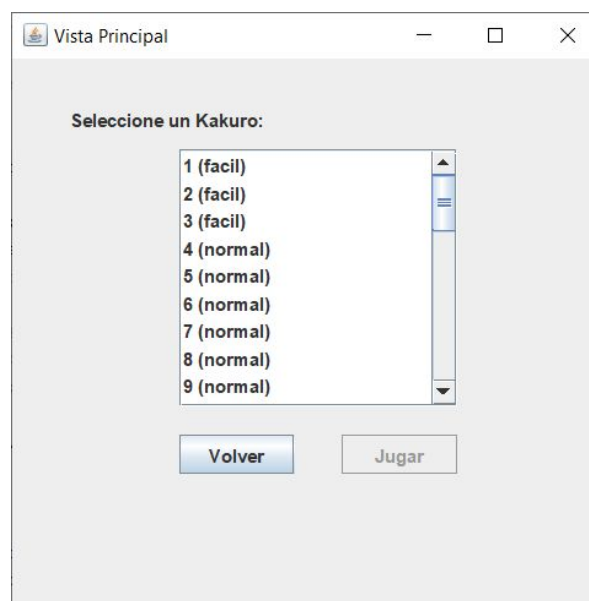 Vista Principal
Seleccione un Kakuro:
1 (facil)
2 (facil)
3 (facil)
4 (normal)
5 (normal)
6 (normal)
7 (normal)
8 (normal)
9 (normal)
Volver Jugar